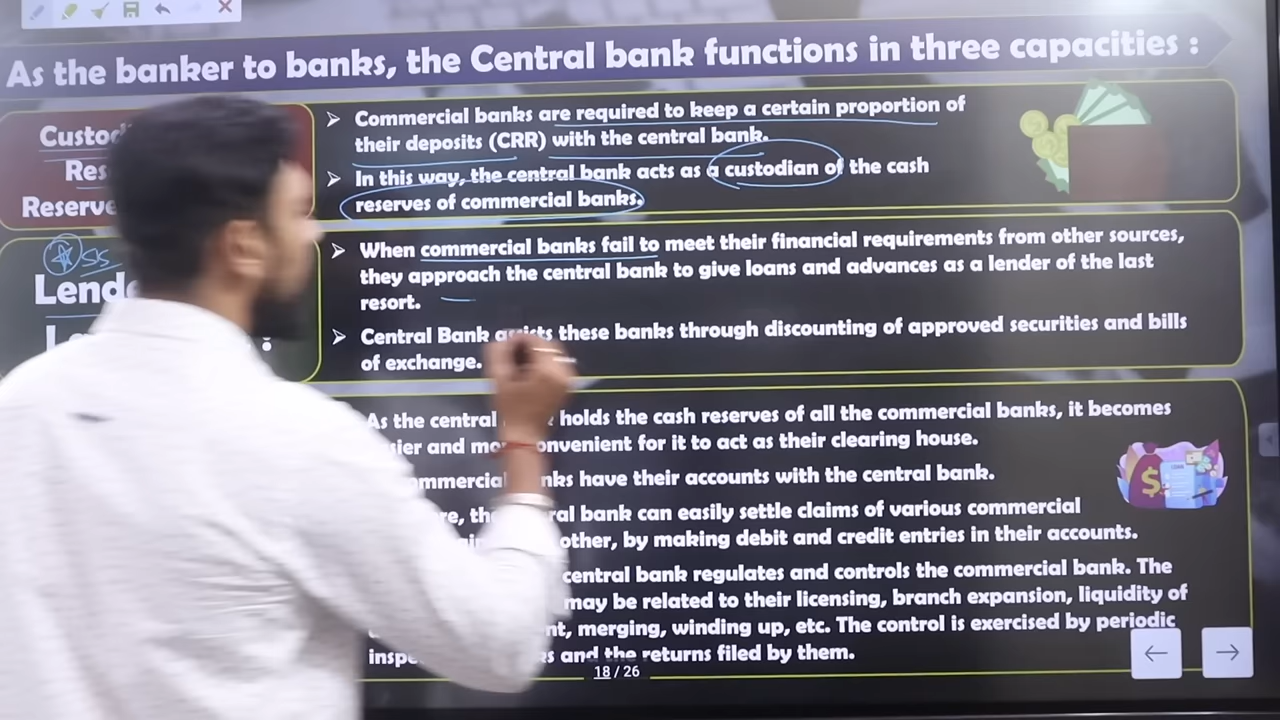 As the banker to banks, the Central bank functions in three capacities :
Commercial banks are required to keep a certain proportion of
their deposits (CRR) with the central bank.
In this way, the central bank acts as a custodian of the cash
reserves of commercial banks.
When commercial banks fail to meet their financial requirements from other sources,
they approach the central bank to give loans and advances as a lender of the last
resort.
Central Bank assists these banks through discounting of approved securities and bills
of exchange.
As the central holds the cash reserves of all the commercial banks, it becomes
and convenient for it to act as their clearing house.
have their accounts with the central bank.
bank can easily settle claims of various commercial
other, by making debit and credit entries in their accounts.
central bank regulates and controls the commercial bank. The
may be related to their licensing, branch expansion, liquidity of
merging, winding up, etc. The control is exercised by periodic
and the returns filed by them.
18 / 26